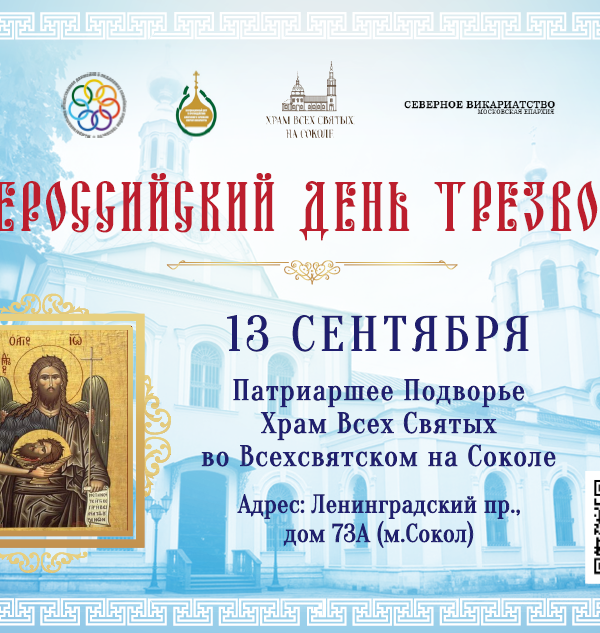 ХРАМ ВСЕХ СВЯТЫХ
НА СОКОЛЕ
СЕВЕРНОЕ ВИКАРИАТСТВО
МОСКОВСКАЯ ЕПАРХИЯ
ЕРОССИЙСКИЙ ДЕНЬ ТРЕЗВО
13 СЕНТЯБРЯ
Патриаршее Подворье
Храм Всех Святых
во Всехсвятском на Соколе
Адрес: Ленинградский пр.,
дом 73А (м.Сокол)